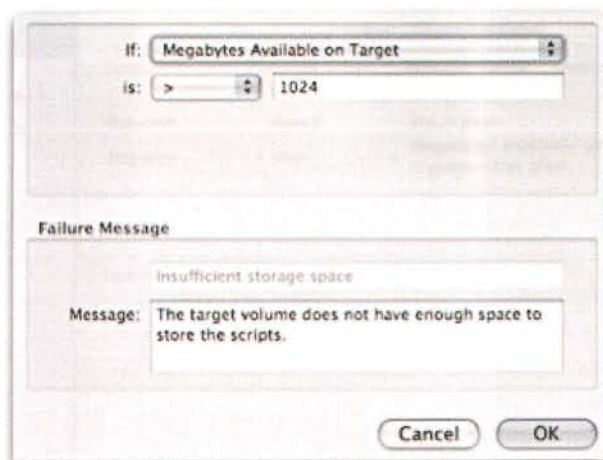 If: Megabytes Available on Target
is: > 1024
Failure Message
Insufficient storage space
Message: The target volume does not have enough space to
store the scripts.
Cancel OK